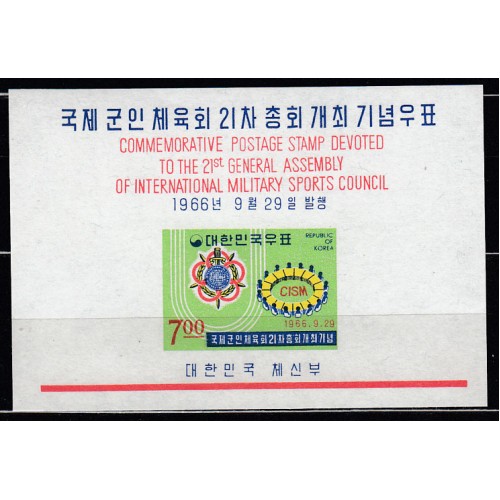 국제 군인 체육회 21차 총회 개최 기념우표
COMMEMORATIVE POSTAGE STAMP DEVOTED
TO THE 21st GENERAL ASSEMBLY
OF INTERNATIONAL MILITARY SPORTS COUNCIL
1966년 9월 29일 발행
대한민국우표
REPUBLIC
OF
KOREA
CISM
1966.9.29
7.00
국제군인체육회21차총회개최기념
대한민국 체신부